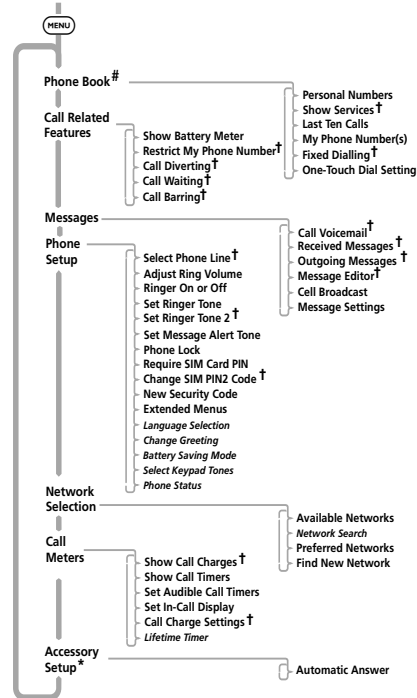 MENU
Phone Book#
Personal Numbers
Show Services†
Last Ten Calls
My Phone Number(s)
Fixed Dialling†
One-Touch Dial Setting
Call Related
Features
Show Battery Meter
Restrict My Phone Number†
Call Diverting†
Call Waiting†
Call Barring†
Messages
Call Voicemail†
Received Messages†
Outgoing Messages†
Message Editor†
Cell Broadcast
Message Settings
Phone
Setup
Select Phone Line†
Adjust Ring Volume
Ringer On or Off
Set Ringer Tone
Set Ringer Tone 2†
Set Message Alert Tone
Phone Lock
Require SIM Card PIN
Change SIM PIN2 Code†
New Security Code
Extended Menus
Language Selection
Change Greeting
Battery Saving Mode
Select Keypad Tones
Phone Status
Network
Selection
Available Networks
Network Search
Preferred Networks
Find New Network
Call
Meters
Show Call Charges†
Show Call Timers
Set Audible Call Timers
Set In-Call Display
Call Charge Settings†
Lifetime Timer
Accessory
Setup*
Automatic Answer